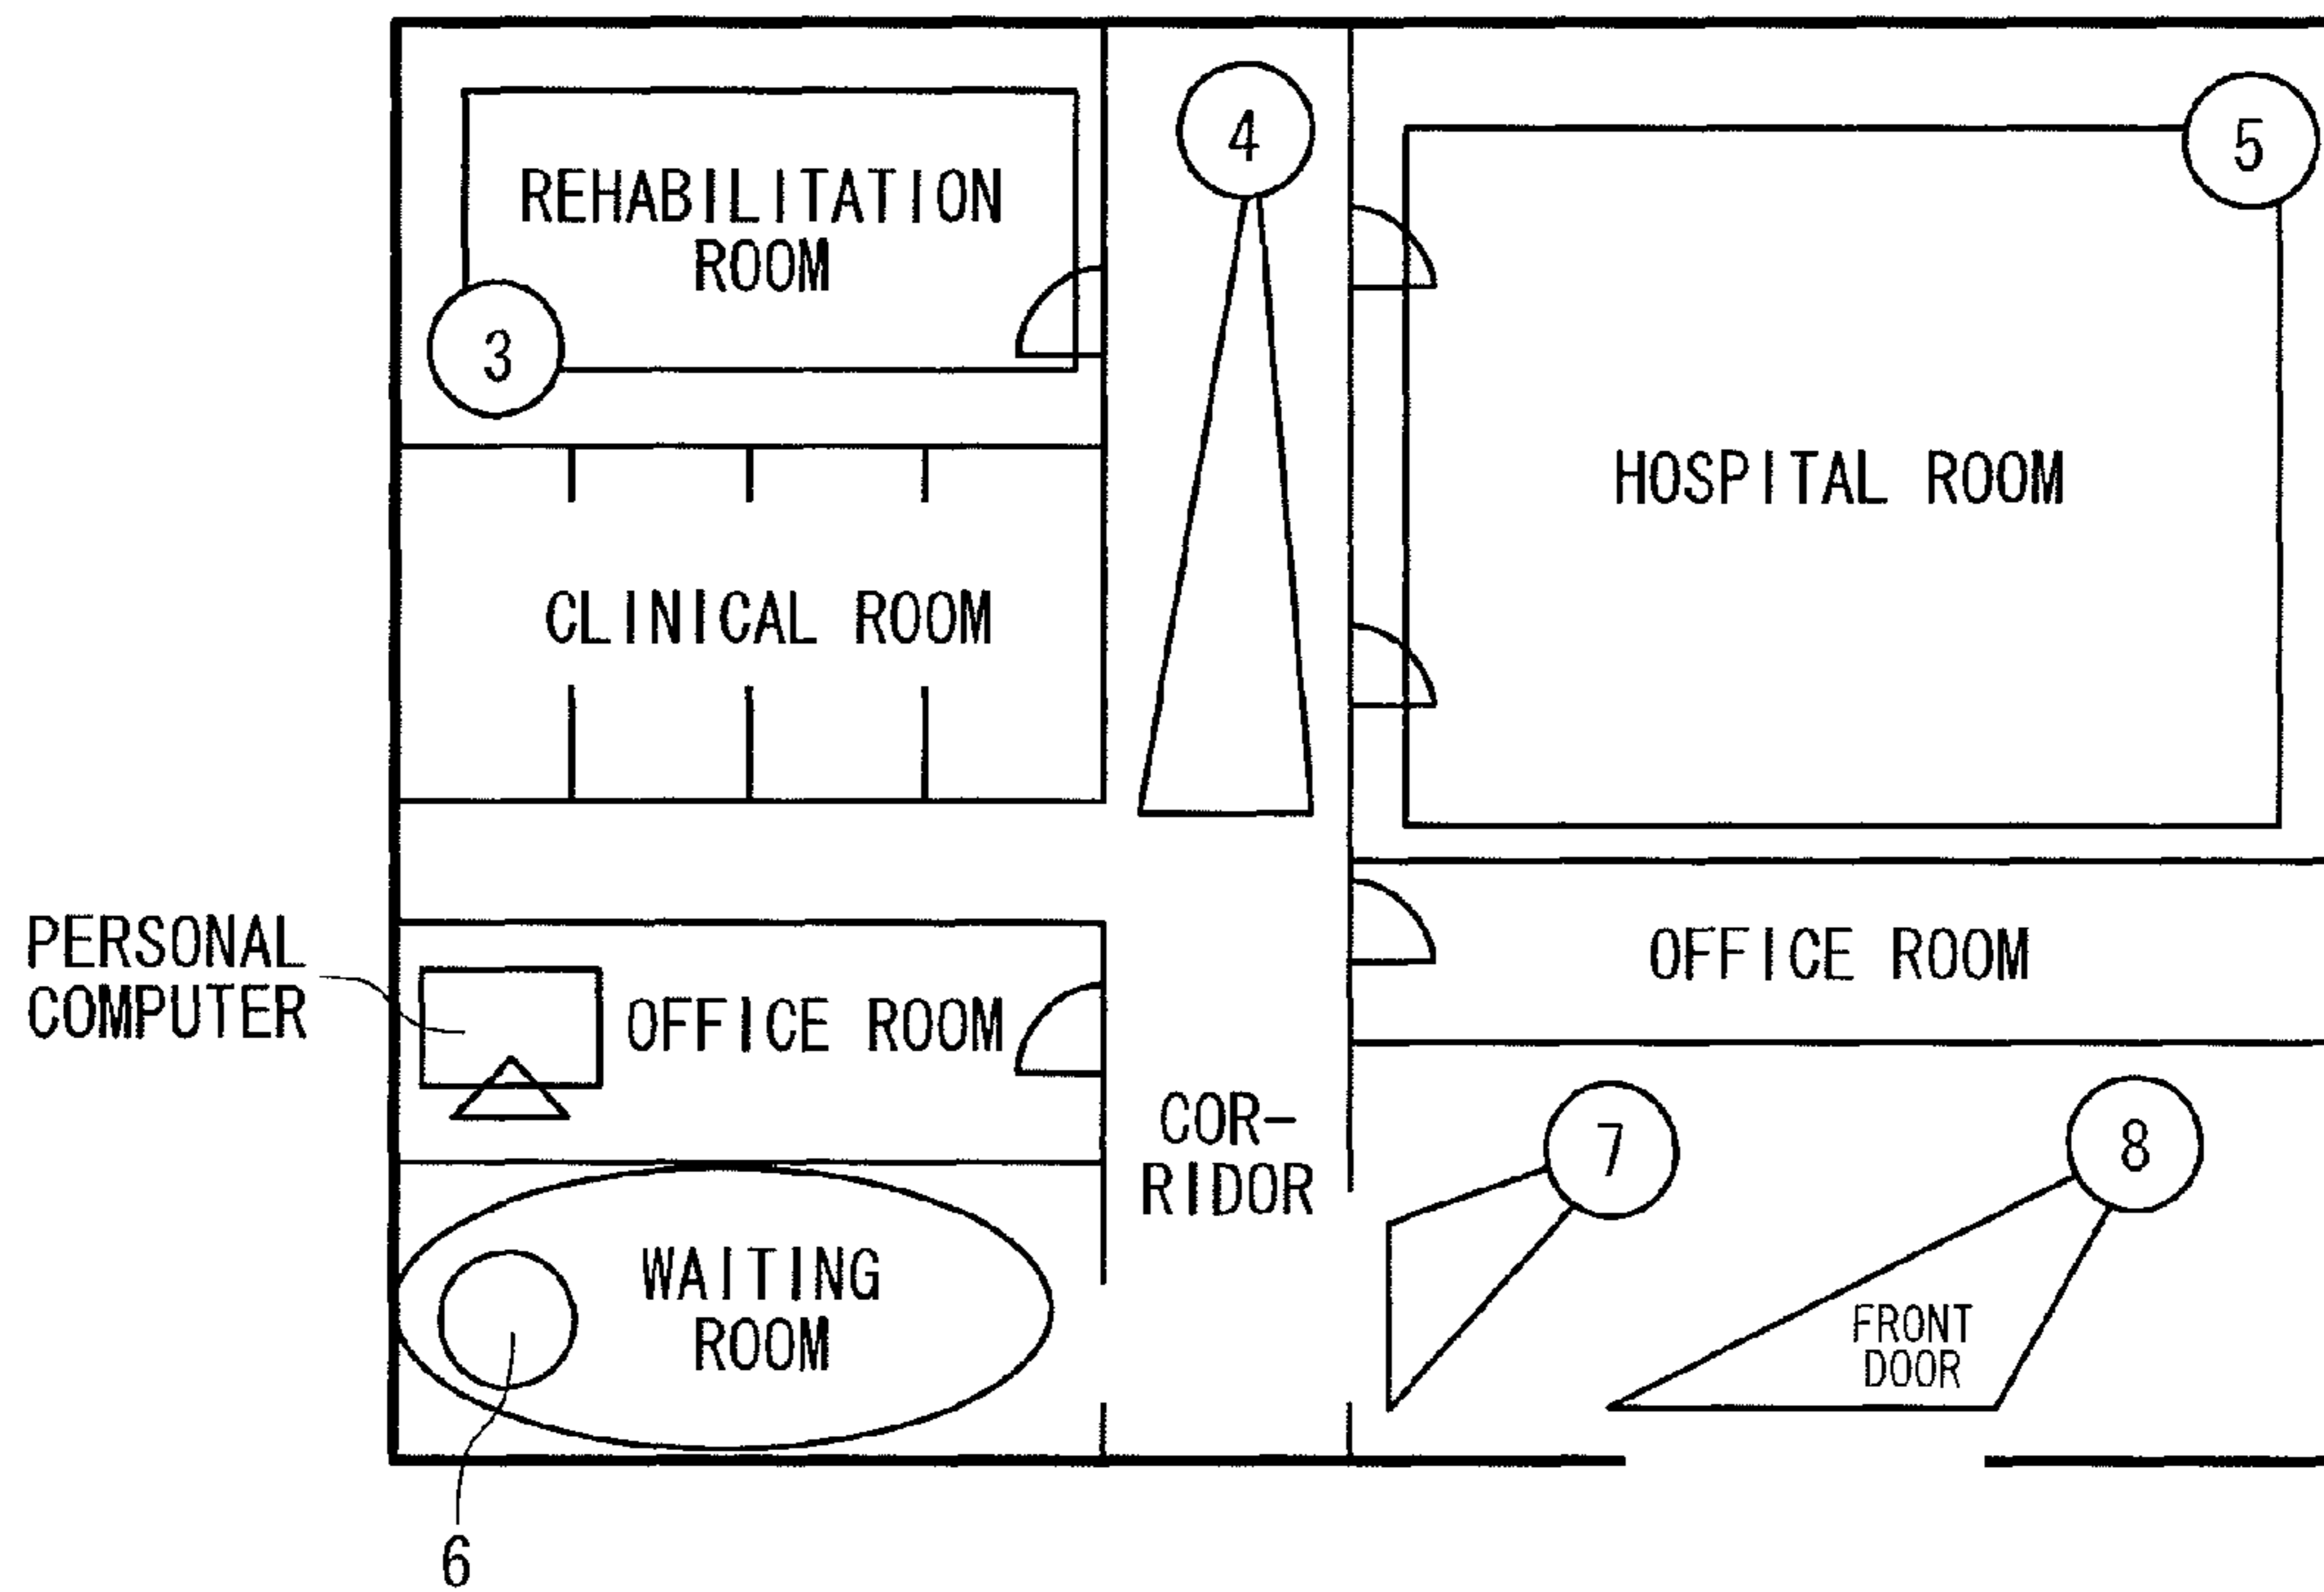 4
5
REHABILITATION
ROOM
3
HOSPITAL ROOM
CLINICAL ROOM
PERSONAL
COMPUTER
OFFICE ROOM
OFFICE ROOM
COR-
RIDOR
7
8
WAITING
ROOM
FRONT
DOOR
6